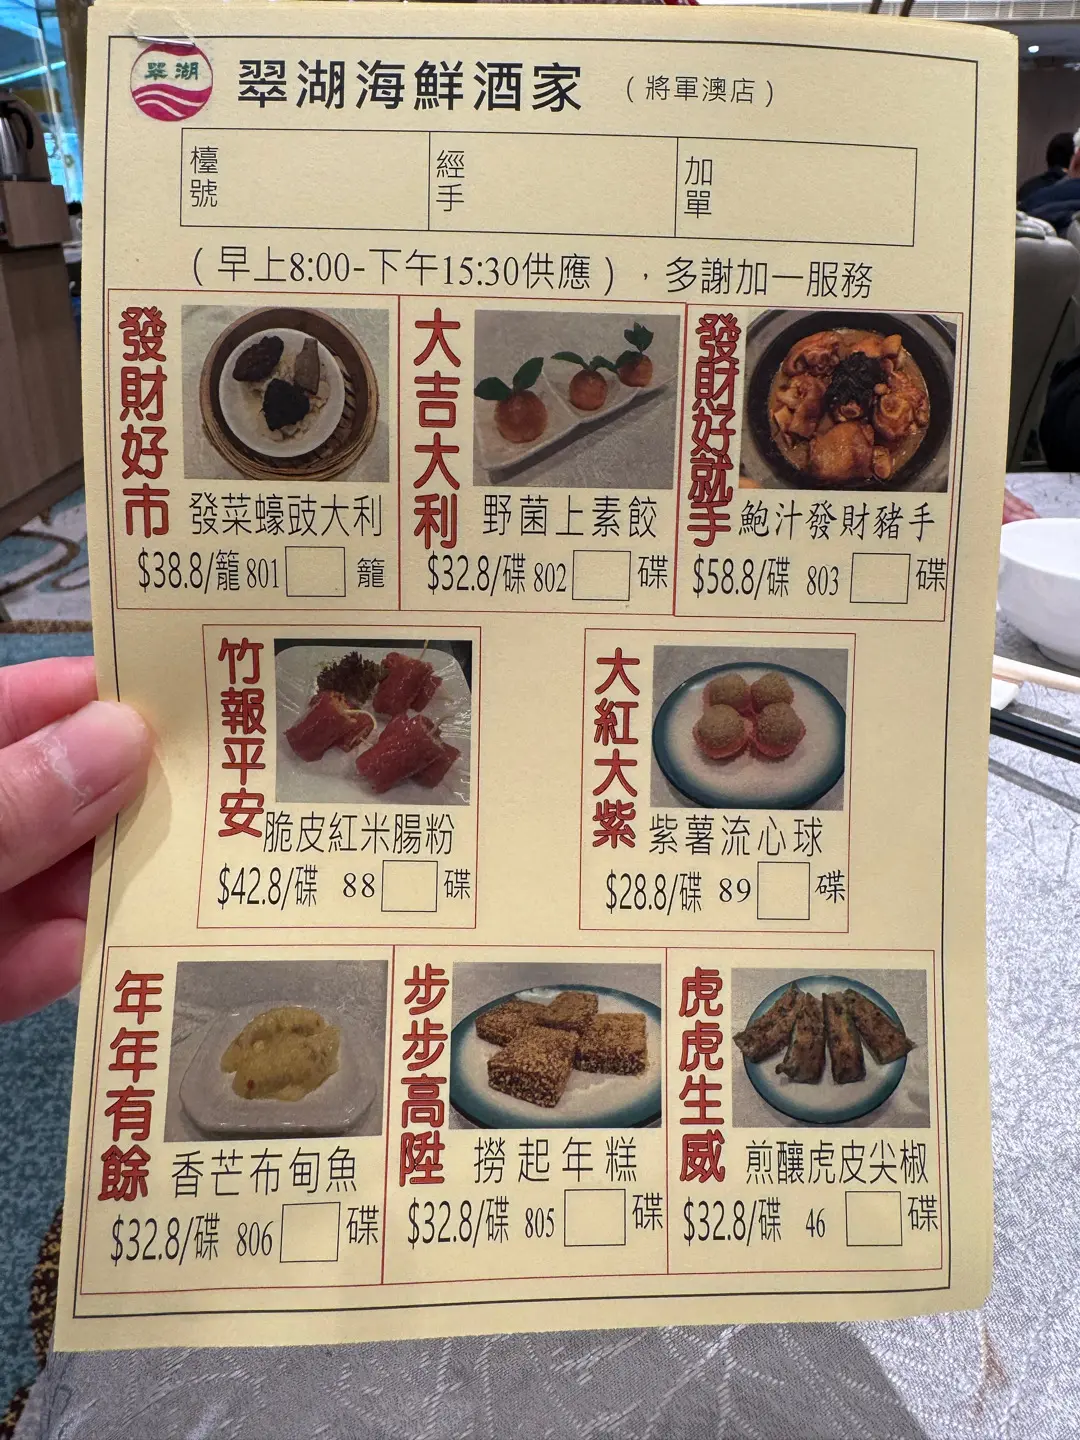 翠湖
翠湖海鮮酒家 (將軍澳店)
檯號
經手
加單
(早上8:00-下午15:30供應),多謝加一服務
發財好市
發菜蠔豉大利
$38.8/籠 801 籠
大吉大利
野菌上素餃
$32.8/碟 802 碟
發財好就手
鮑汁發財豬手
$58.8/碟 803 碟
竹報平安
脆皮紅米腸粉
$42.8/碟 88 碟
大紅大紫
紫薯流心球
$28.8/碟 89 碟
年年有餘
香芒布甸魚
$32.8/碟 806 碟
步步高陞
撈起年糕
$32.8/碟 805 碟
虎虎生威
煎釀虎皮尖椒
$32.8/碟 46 碟